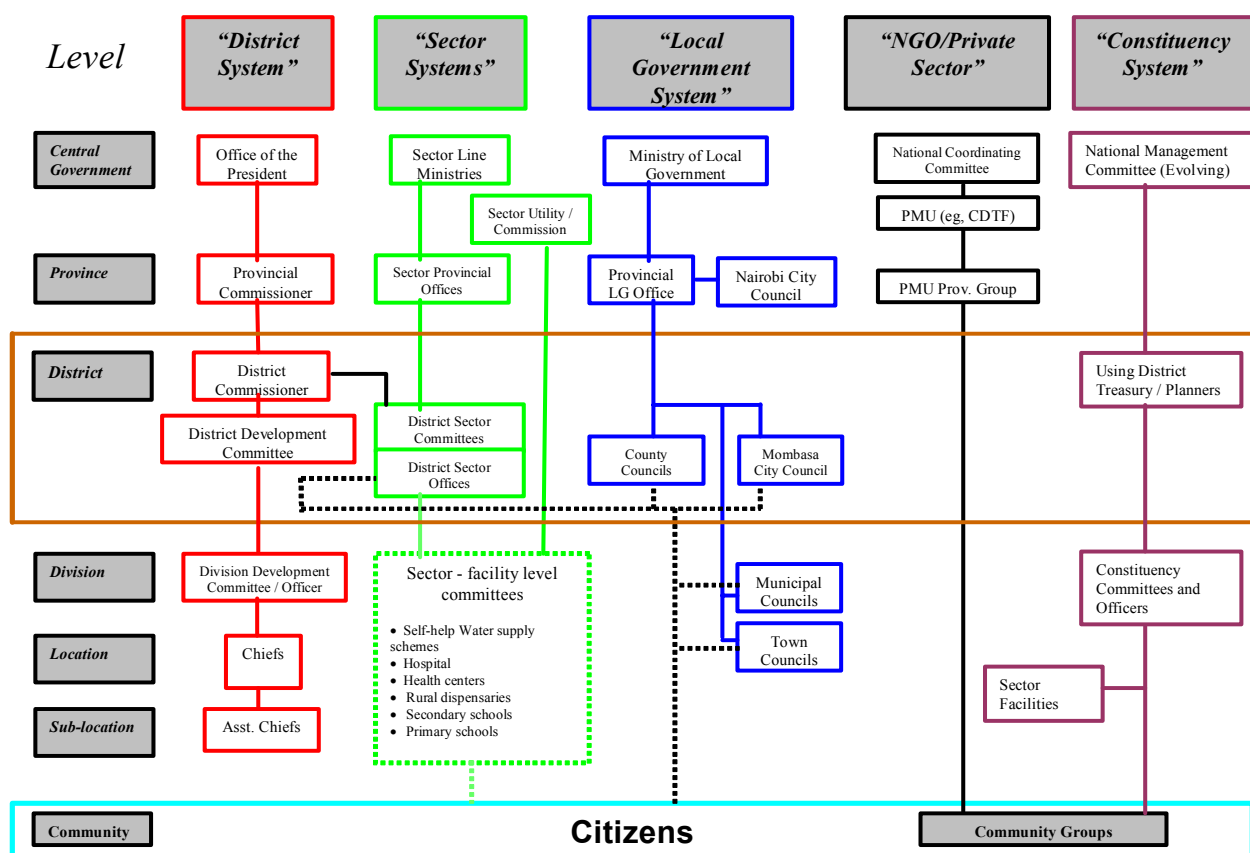 Level
“District
System”
“Sector
Systems”
“Local
Government
System”
“NGO/Private
Sector”
“Constituency
System”
Central
Government
Office of the
President
Sector Line
Ministries
Ministry of Local
Government
National Coordinating
Committee
National Management
Committee (Evolving)
Sector Utility /
Commission
PMU (eg, CDTF)
Province
Provincial
Commissioner
Sector Provincial
Offices
Provincial
LG Office
Nairobi City
Council
PMU Prov. Group
District
District
Commissioner
Using District
Treasury / Planners
District Development
Committee
District Sector
Committees
District Sector
Offices
County
Councils
Mombasa
City Council
Division
Division Development
Committee / Officer
Sector - facility level
committees
• Self-help Water supply
schemes
• Hospital
• Health centers
• Rural dispensaries
• Secondary schools
• Primary schools
Municipal
Councils
Constituency
Committees and
Officers
Location
Chiefs
Town
Councils
Sector
Facilities
Sub-location
Asst. Chiefs
Community
Citizens
Community Groups